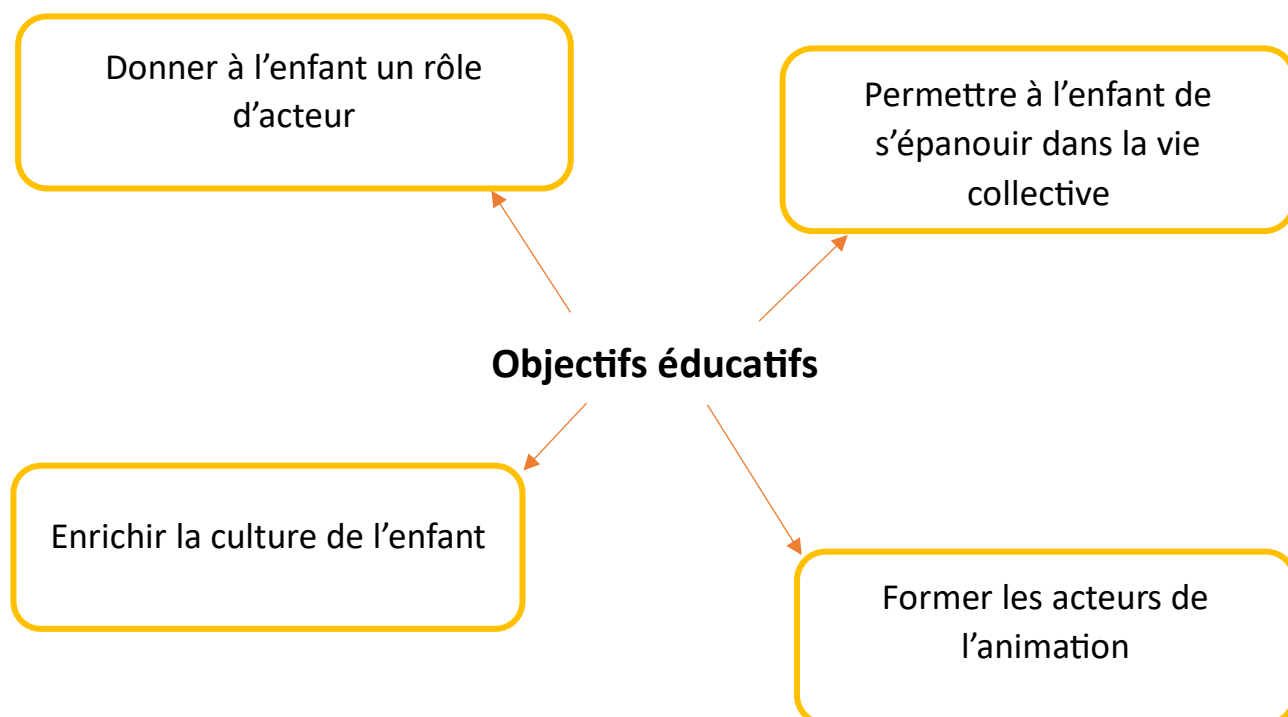 Donner à l’enfant un rôle
d’acteur
Permettre à l’enfant de
s’épanouir dans la vie
collective
Objectifs éducatifs
Enrichir la culture de l’enfant
Former les acteurs de
l’animation